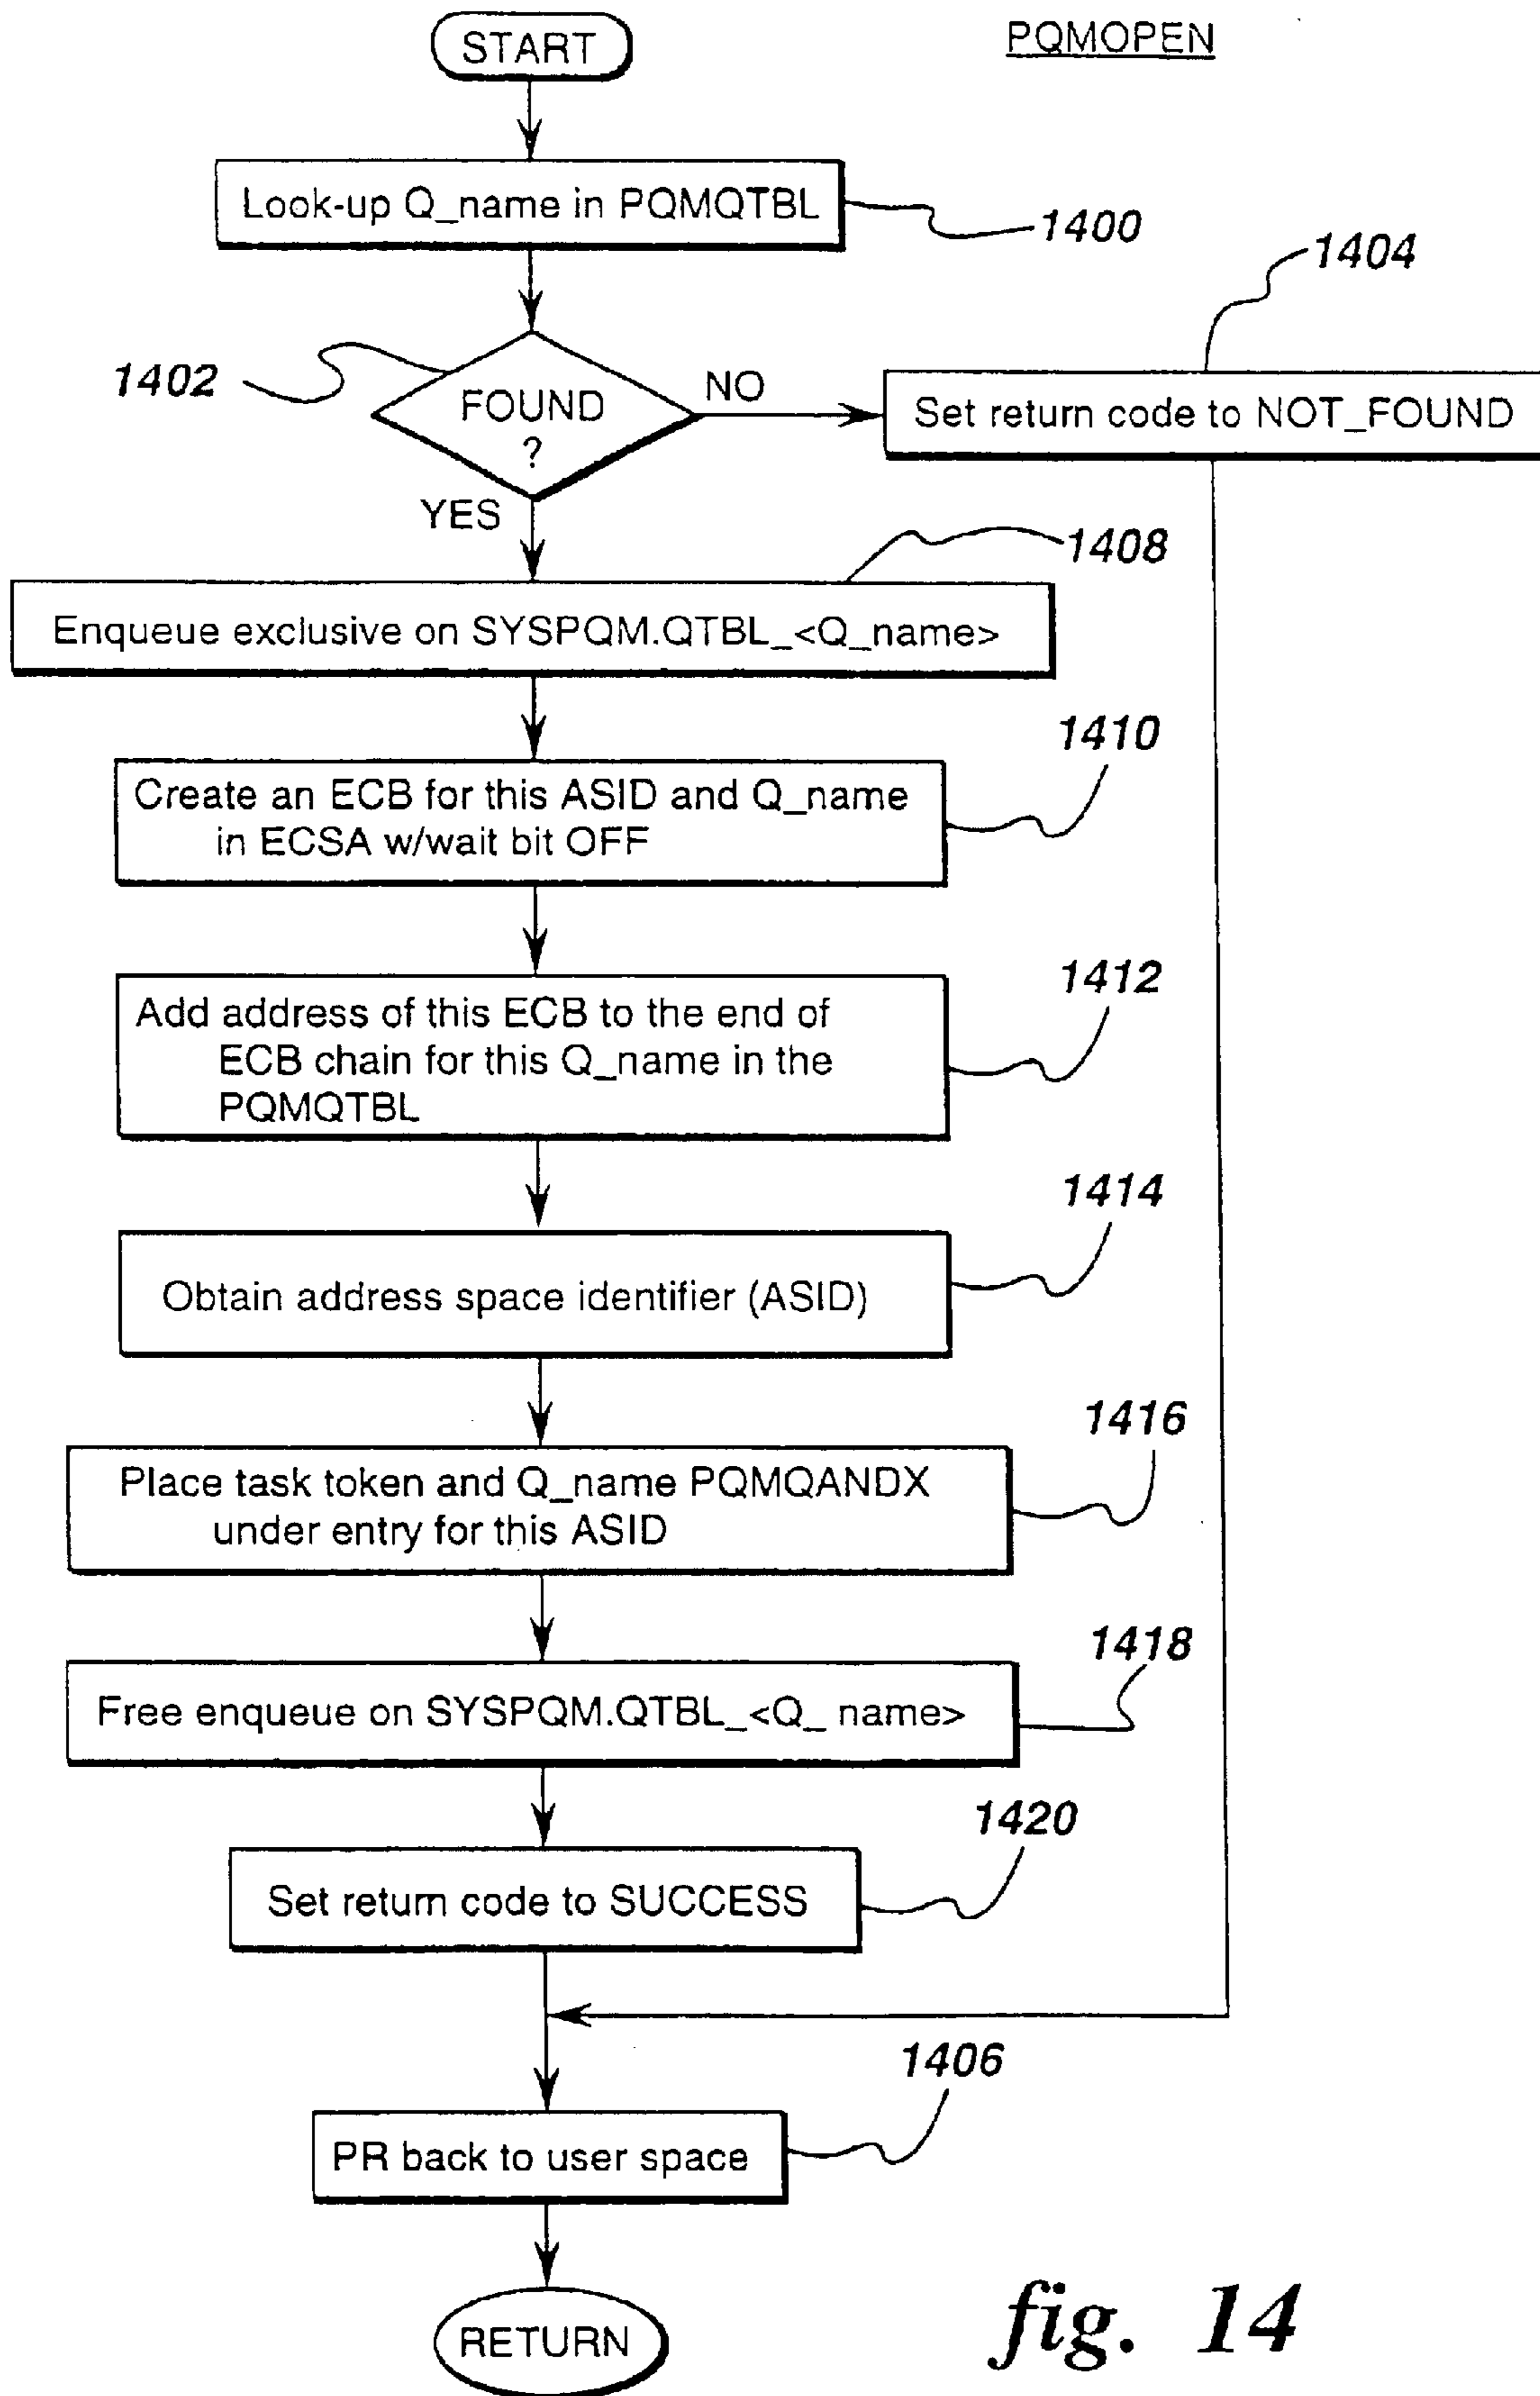 START
PQMOPEN
Look-up Q_name in PQMQTBL
1400
1404
1402
FOUND
?
NO
Set return code to NOT_FOUND
YES
1408
Enqueue exclusive on SYSPQM.QTBL_<Q_name>
1410
Create an ECB for this ASID and Q_name
in ECSA w/wait bit OFF
1412
Add address of this ECB to the end of
ECB chain for this Q_name in the
PQMQTBL
1414
Obtain address space identifier (ASID)
1416
Place task token and Q_name PQMQANDX
under entry for this ASID
1418
Free enqueue on SYSPQM.QTBL_<Q_ name>
1420
Set return code to SUCCESS
1406
PR back to user space
RETURN
fig. 14